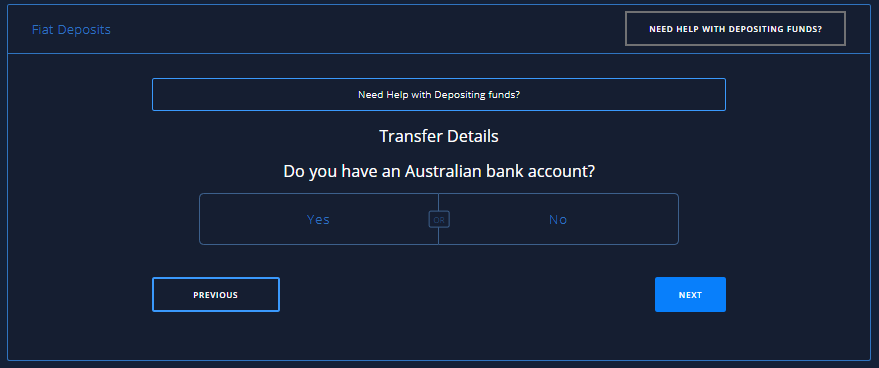 Fiat Deposits
NEED HELP WITH DEPOSITING FUNDS?
Need Help with Depositing funds?
Transfer Details
Do you have an Australian bank account?
Yes
OR
No
PREVIOUS
NEXT